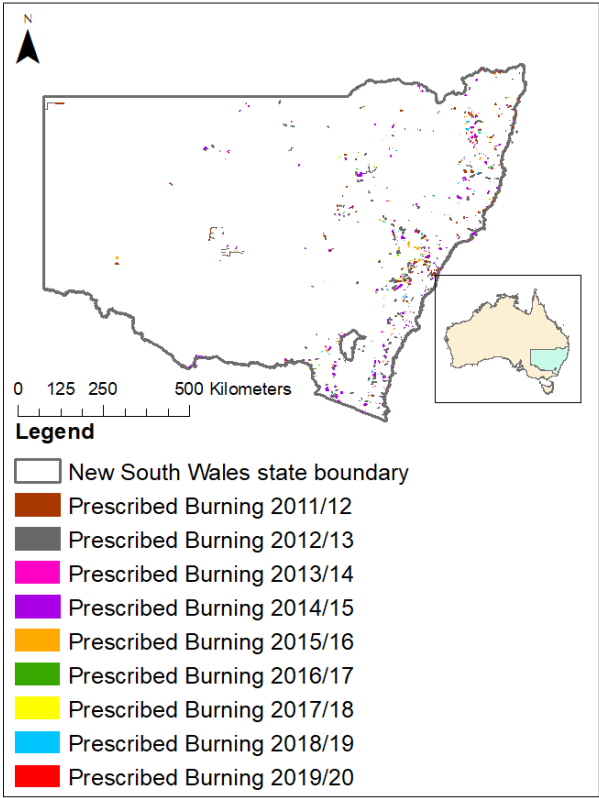 N
0 125 250 500 Kilometers
Legend
New South Wales state boundary
Prescribed Burning 2011/12
Prescribed Burning 2012/13
Prescribed Burning 2013/14
Prescribed Burning 2014/15
Prescribed Burning 2015/16
Prescribed Burning 2016/17
Prescribed Burning 2017/18
Prescribed Burning 2018/19
Prescribed Burning 2019/20